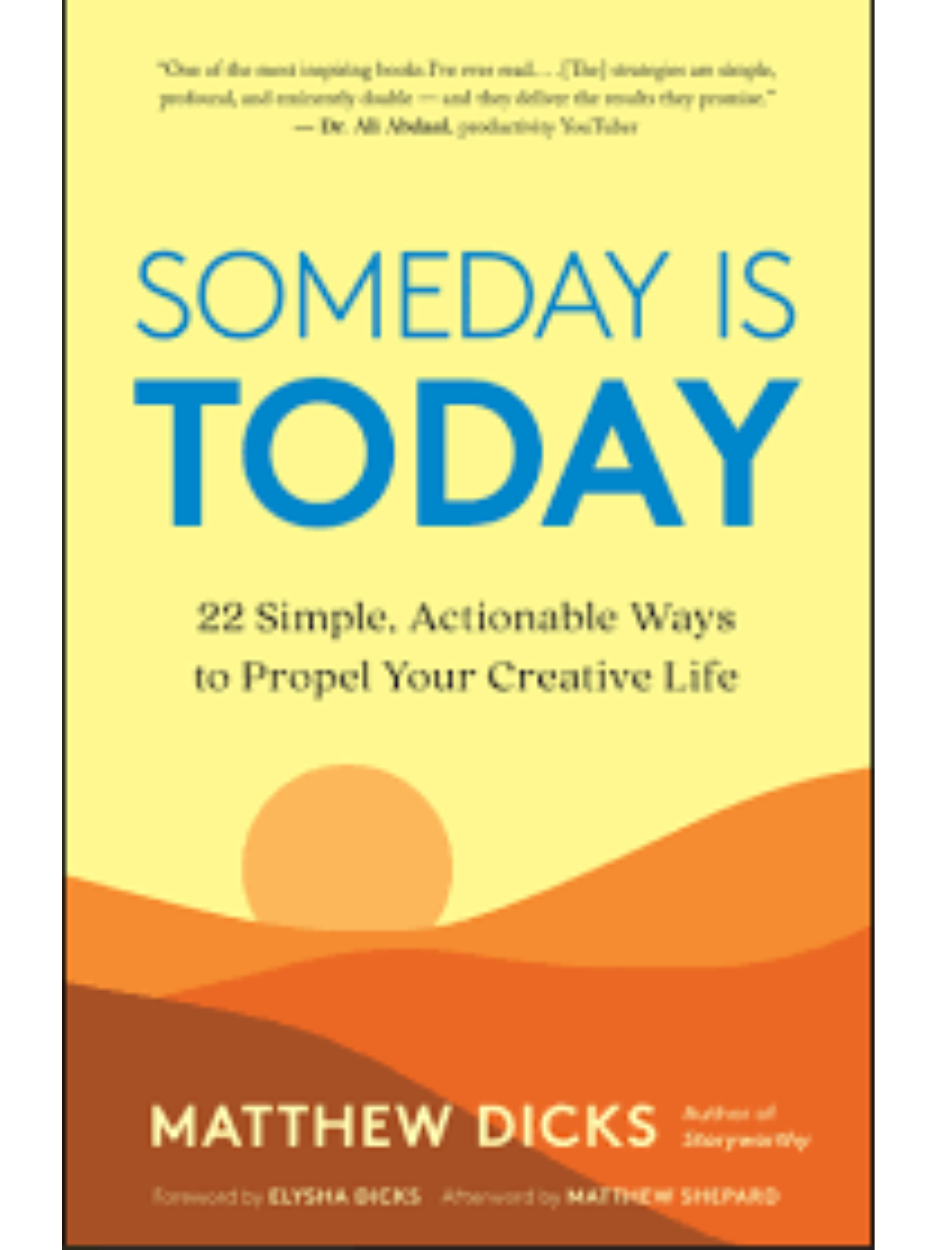 “One of the most inspiring books I’ve ever read. . . .[The] strategies are simple,
profound, and eminently doable — and they deliver the results they promise.”
— Dr. Ali Abdaal, productivity YouTuber
SOMEDAY IS
TODAY
22 Simple, Actionable Ways
to Propel Your Creative Life
MATTHEW DICKS
Author of
Storyworthy
Foreword by ELYSHA DICKS Afterword by MATTHEW SHEPARD